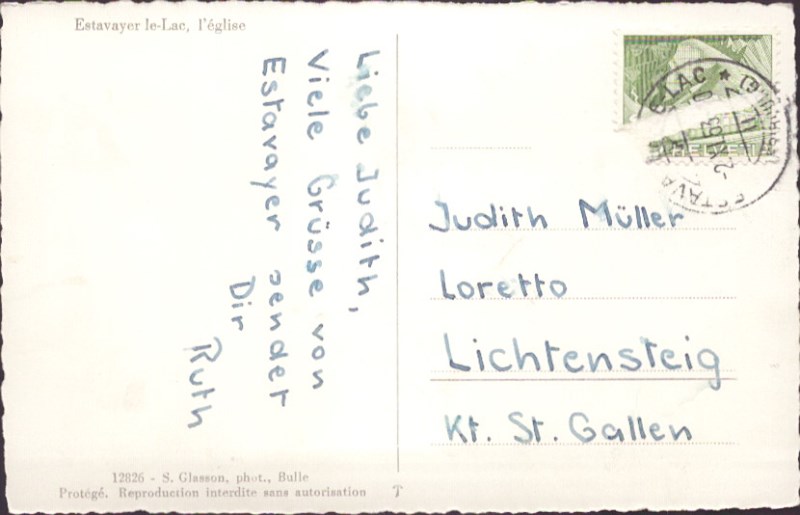 Estavayer le-Lac, l'église
Liebe Judith,
Viele Grüsse von
Estavayer sendet
Dir
Ruth
Judith Müller
Loretto
Lichtensteig
Kt. St. Gallen
HELVETIA
12826 - S. Glasson, phot., Bulle
Protégé. Reproduction interdite sans autorisation